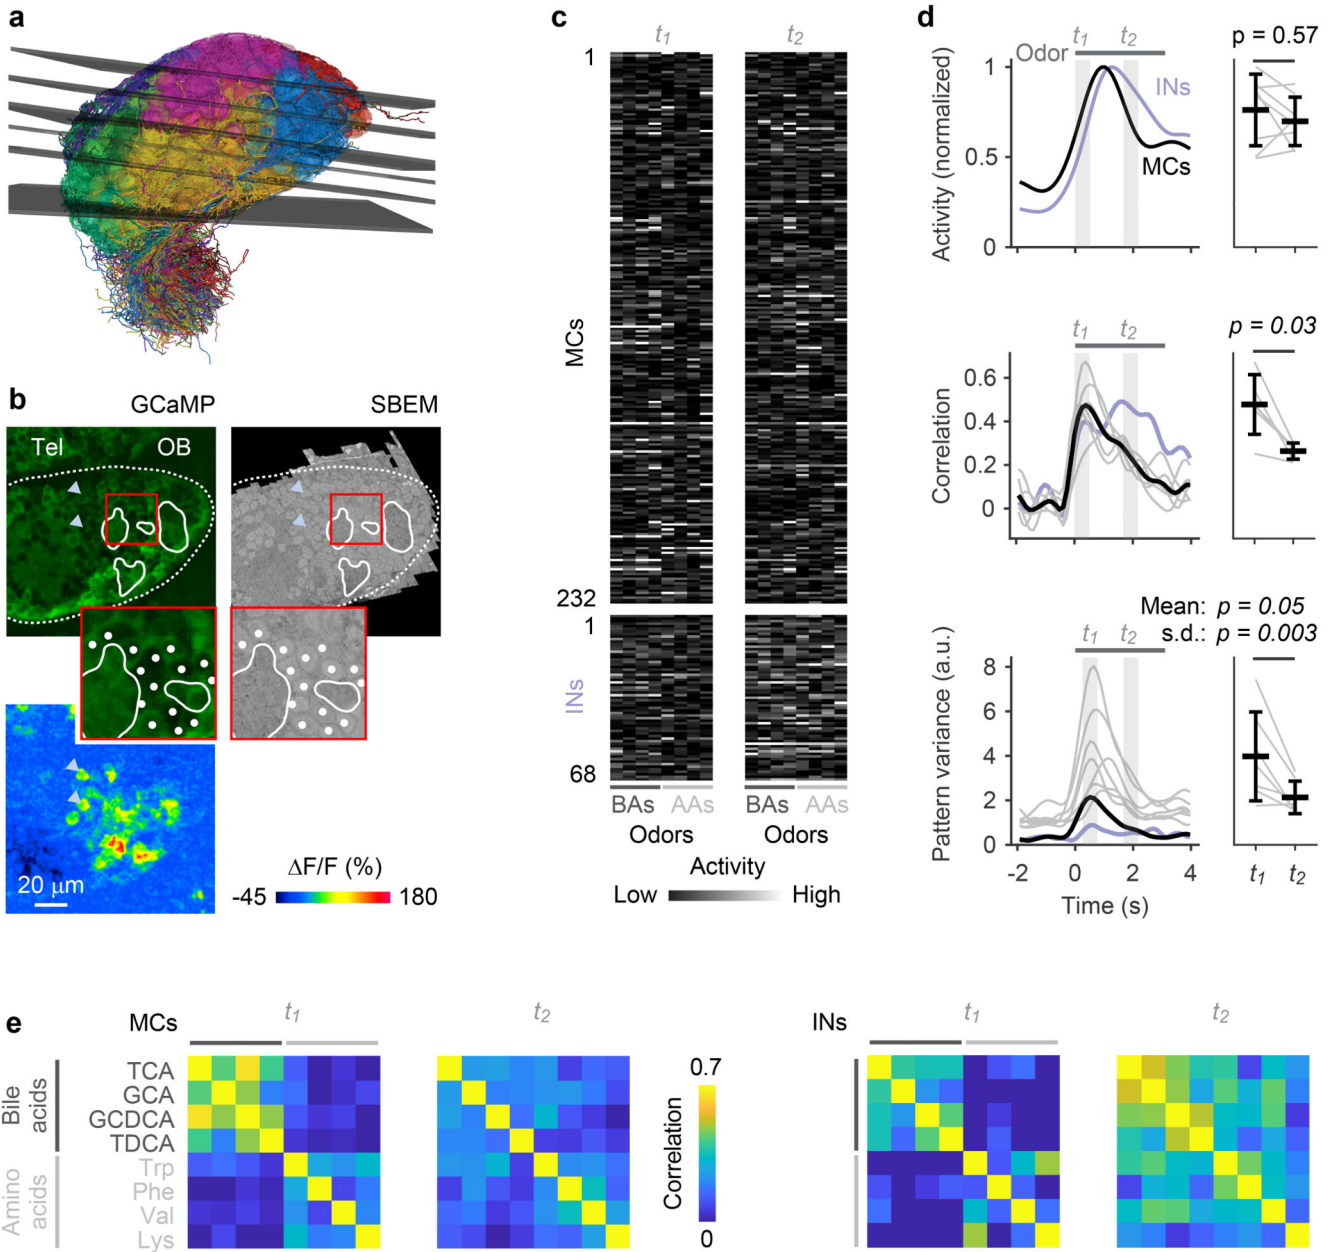 a
b
GCaMP
SBEM
Tel
OB
20 μm
ΔF/F (%)
-45
180
c
t1
t2
1
MCs
232
1
INs
68
BAs
AAs
BAs
AAs
Odors
Odors
Activity
Low
High
d
t1
t2
Odor
p = 0.57
Activity (normalized)
1
0.5
0
INs
MCs
t1
t2
p = 0.03
Correlation
0.6
0.4
0.2
0
-2
0
2
4
Mean: p = 0.05
s.d.: p = 0.003
t1
t2
Pattern variance (a.u.)
8
6
4
2
0
-2
0
2
4
Time (s)
t1
t2
e
MCs
t1
t2
Bile acids
TCA
GCA
GCDCA
TDCA
Amino acids
Trp
Phe
Val
Lys
0.7
Correlation
0
INs
t1
t2